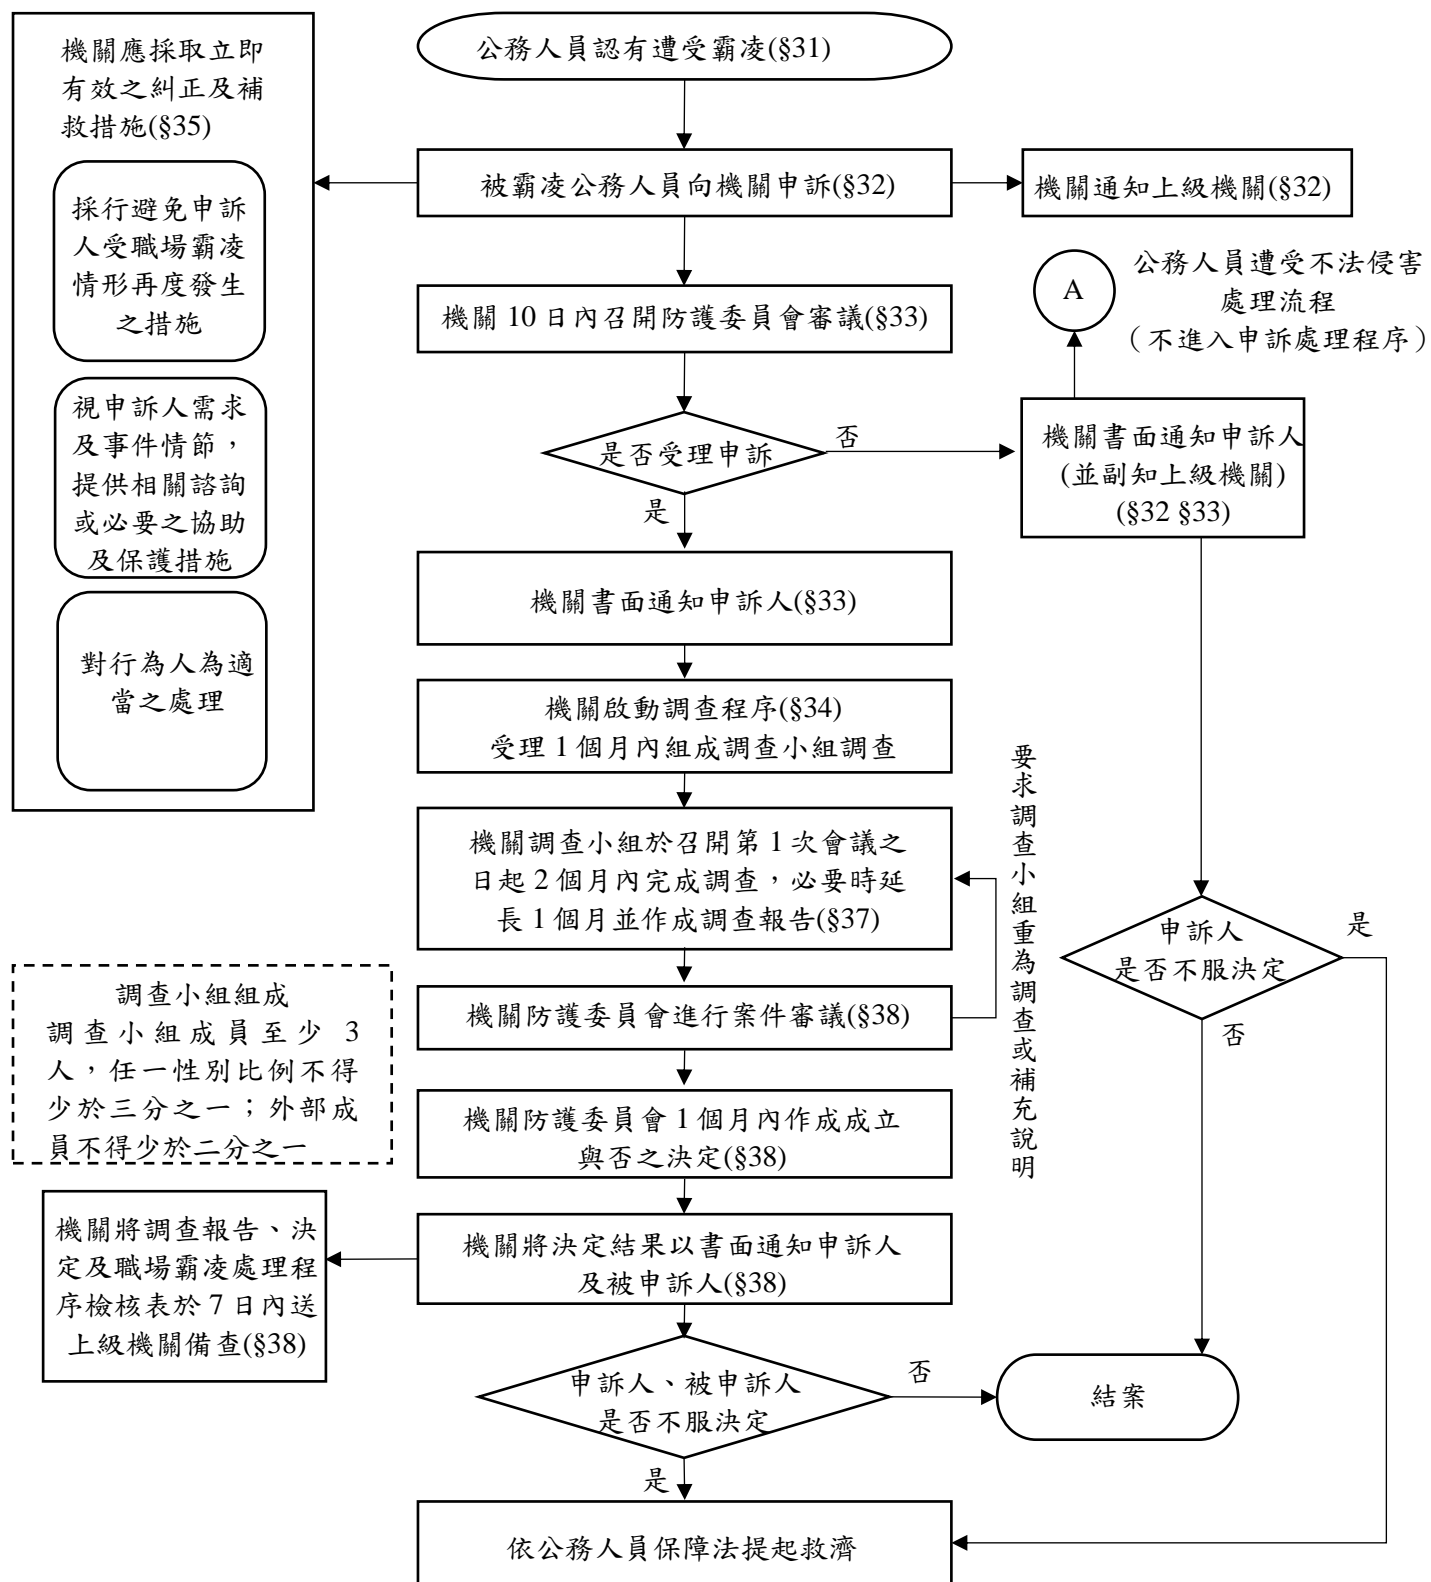 機關應採取立即
有效之糾正及補
救措施(§35)
採行避免申訴
人受職場霸凌
情形再度發生
之措施
視申訴人需求
及事件情節，
提供相關諮詢
或必要之協助
及保護措施
對行為人為適
當之處理
公務人員認有遭受霸凌(§31)
被霸凌公務人員向機關申訴(§32)
機關通知上級機關(§32)
機關 10 日內召開防護委員會審議(§33)
A
公務人員遭受不法侵害
處理流程
（不進入申訴處理程序）
是否受理申訴
否
是
機關書面通知申訴人
(並副知上級機關)
(§32 §33)
機關書面通知申訴人(§33)
機關啟動調查程序(§34)
受理 1 個月內組成調查小組調查
機關調查小組於召開第 1 次會議之
日起 2 個月內完成調查，必要時延
長 1 個月並作成調查報告(§37)
要求調查小組重為調查或補充說明
申訴人
是否不服決定
是
否
調查小組組成
調查小組成員至少 3
人，任一性別比例不得
少於三分之一；外部成
員不得少於二分之一
機關防護委員會進行案件審議(§38)
機關防護委員會 1 個月內作成成立
與否之決定(§38)
機關將決定結果以書面通知申訴人
及被申訴人(§38)
機關將調查報告、決
定及職場霸凌處理程
序檢核表於 7 日內送
上級機關備查(§38)
申訴人、被申訴人
是否不服決定
否
結案
是
依公務人員保障法提起救濟